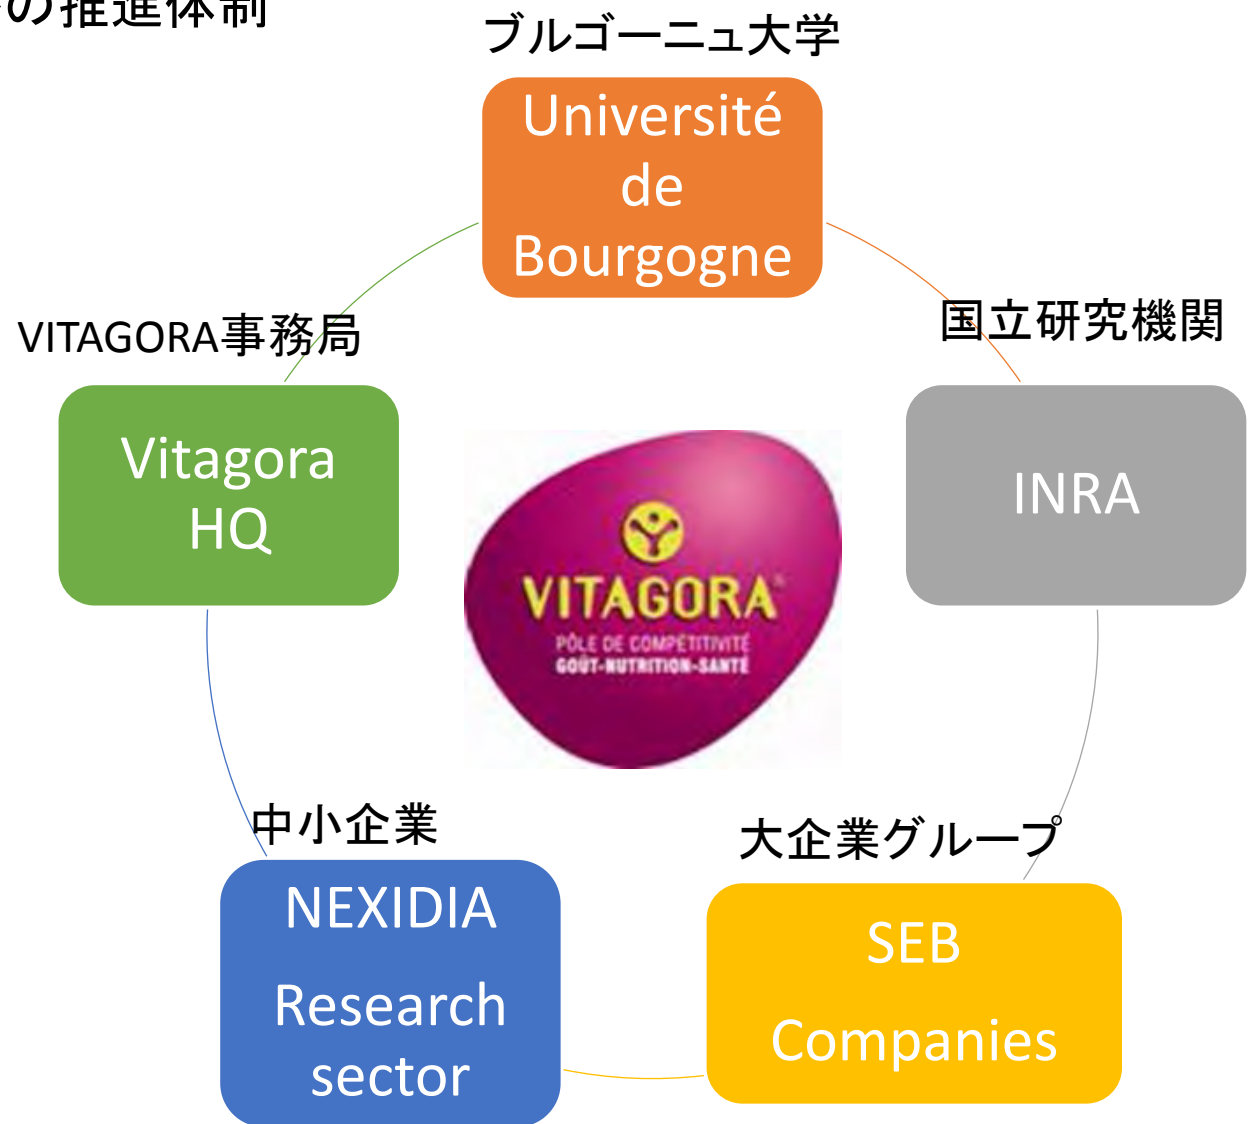 の推進体制
ブルゴーニュ大学
Université
de
Bourgogne
VITAGORA事務局
国立研究機関
Vitagora
HQ
INRA
VITAGORA®
PÔLE DE COMPÉTITIVITÉ
GOÛT-NUTRITION-SANTÉ
中小企業
大企業グループ
NEXIDIA
Research
sector
SEB
Companies